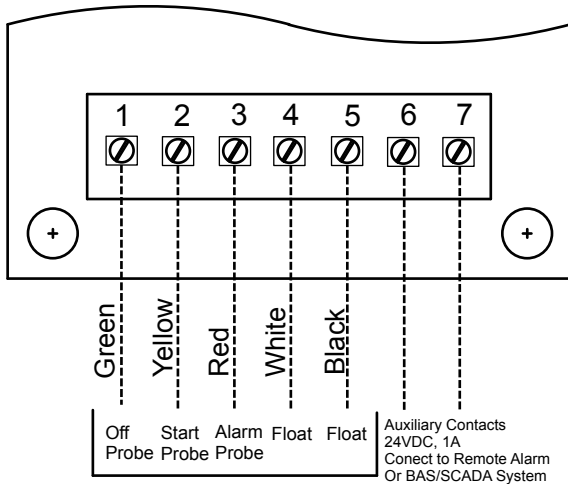 1 2 3 4 5 6 7
Green
Yellow
Red
White
Black
Off
Probe
Start
Probe
Alarm
Probe
Float
Float
Auxiliary Contacts
24VDC, 1A
Conect to Remote Alarm
Or BAS/SCADA System